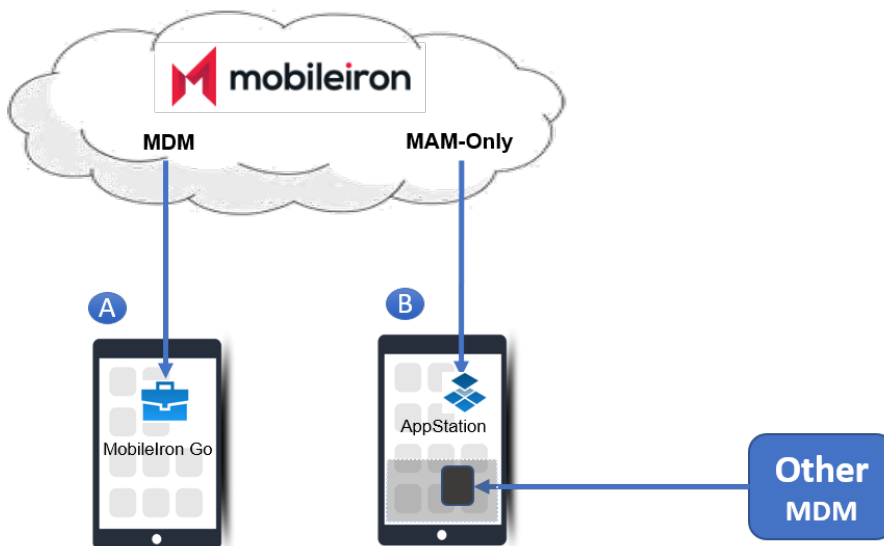 mobileiron
MDM
MAM-Only
A
B
MobileIron Go
AppStation
Other
MDM